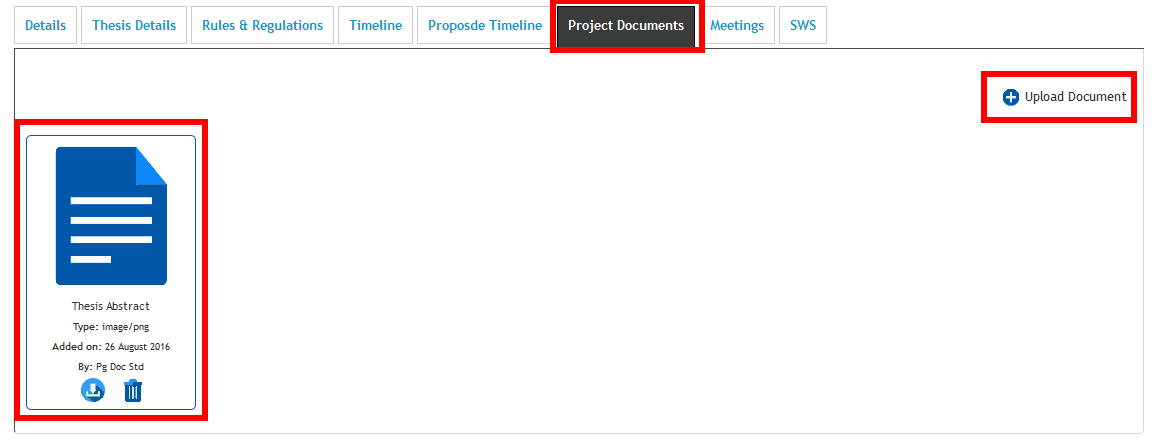 Details Thesis Details Rules & Regulations Timeline Proposde Timeline Project Documents Meetings SWS
Upload Document
Thesis Abstract
Type: image/png
Added on: 26 August 2016
By: Pg Doc Std